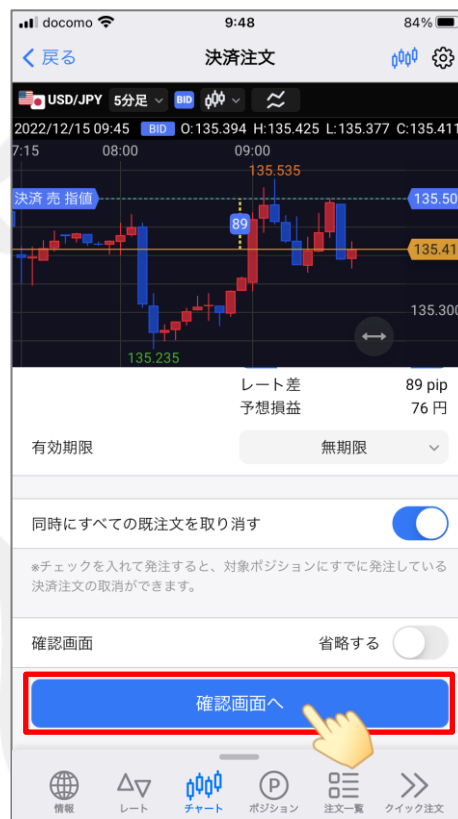 docomo 9:48 84%
戻る 決済注文
USD/JPY 5分足 BID
2022/12/15 09:45 BID O:135.394 H:135.425 L:135.377 C:135.411
7:15 08:00 09:00
135.535
決済 売 指値 135.50
89
135.41
135.300
135.235
レート差 89 pip
予想損益 76 円
有効期限 無期限
同時にすべての既注文を取り消す
※チェックを入れて発注すると、対象ポジションにすでに発注している
決済注文の取消ができます。
確認画面 省略する
確認画面へ
P
情報 レート チャート ポジション 注文一覧 クイック注文